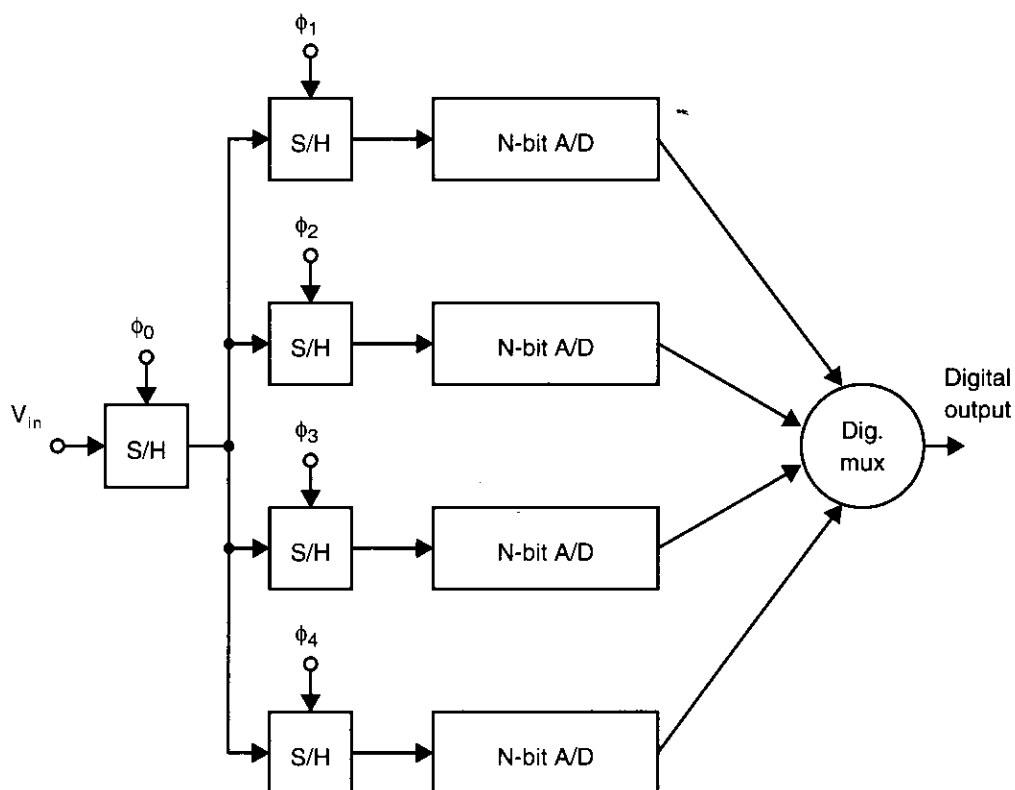 ϕ1
S/H
N-bit A/D
ϕ2
S/H
N-bit A/D
ϕ0
Vin
S/H
ϕ3
S/H
N-bit A/D
Dig.
mux
Digital
output
ϕ4
S/H
N-bit A/D